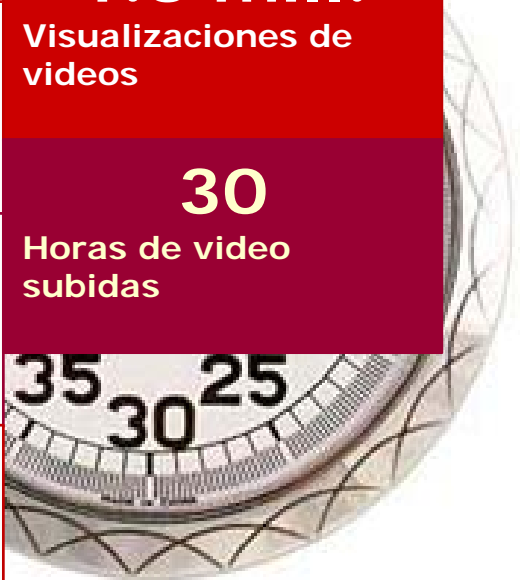 Visualizaciones de
videos
30
Horas de video
subidas
35
30
25